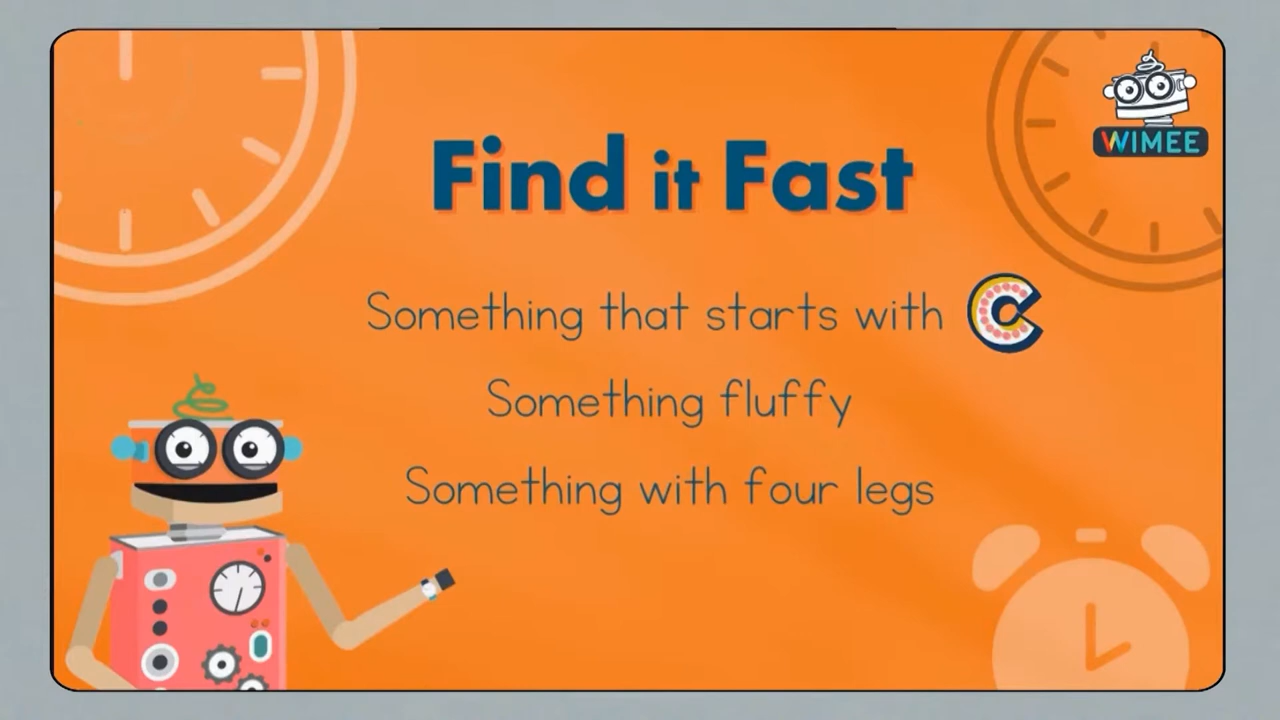 WIMEE
Find it Fast
Something that starts with C
Something fluffy
Something with four legs